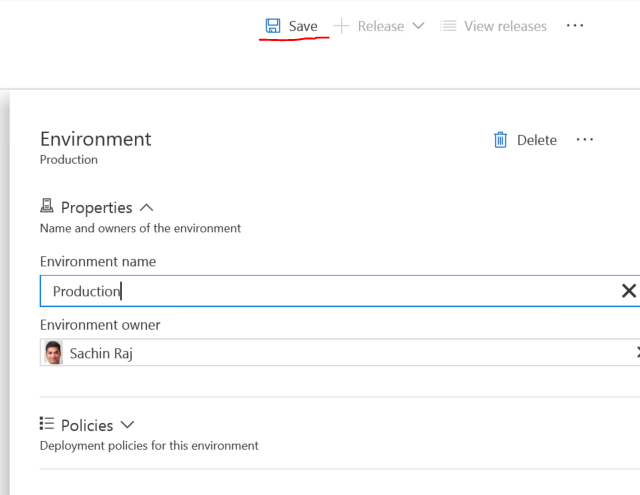 Save Release View releases
Environment Delete
Production
Properties
Name and owners of the environment
Environment name
Production
Environment owner
Sachin Raj
Policies
Deployment policies for this environment